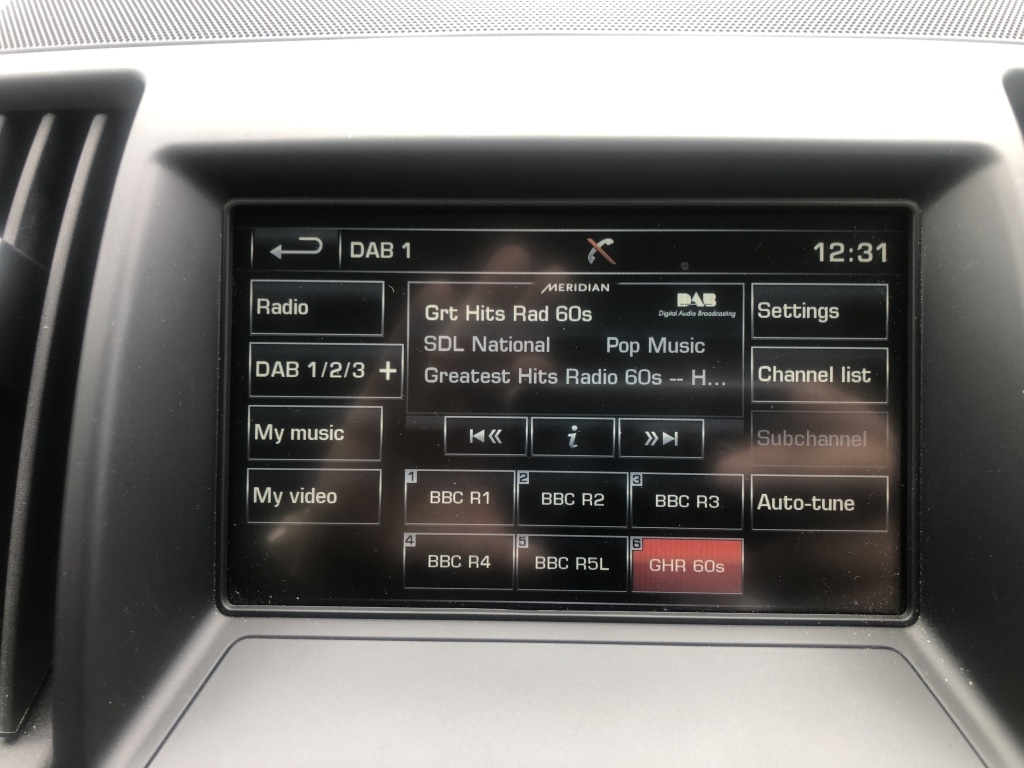 DAB 1
12:31
Radio
DAB 1/2/3 +
My music
My video
MERIDIAN
DAB
Digital Audio Broadcasting
Grt Hits Rad 60s
SDL National Pop Music
Greatest Hits Radio 60s -- H...
i
1 BBC R1
2 BBC R2
3 BBC R3
4 BBC R4
5 BBC R5L
6 GHR 60s
Settings
Channel list
Subchannel
Auto-tune